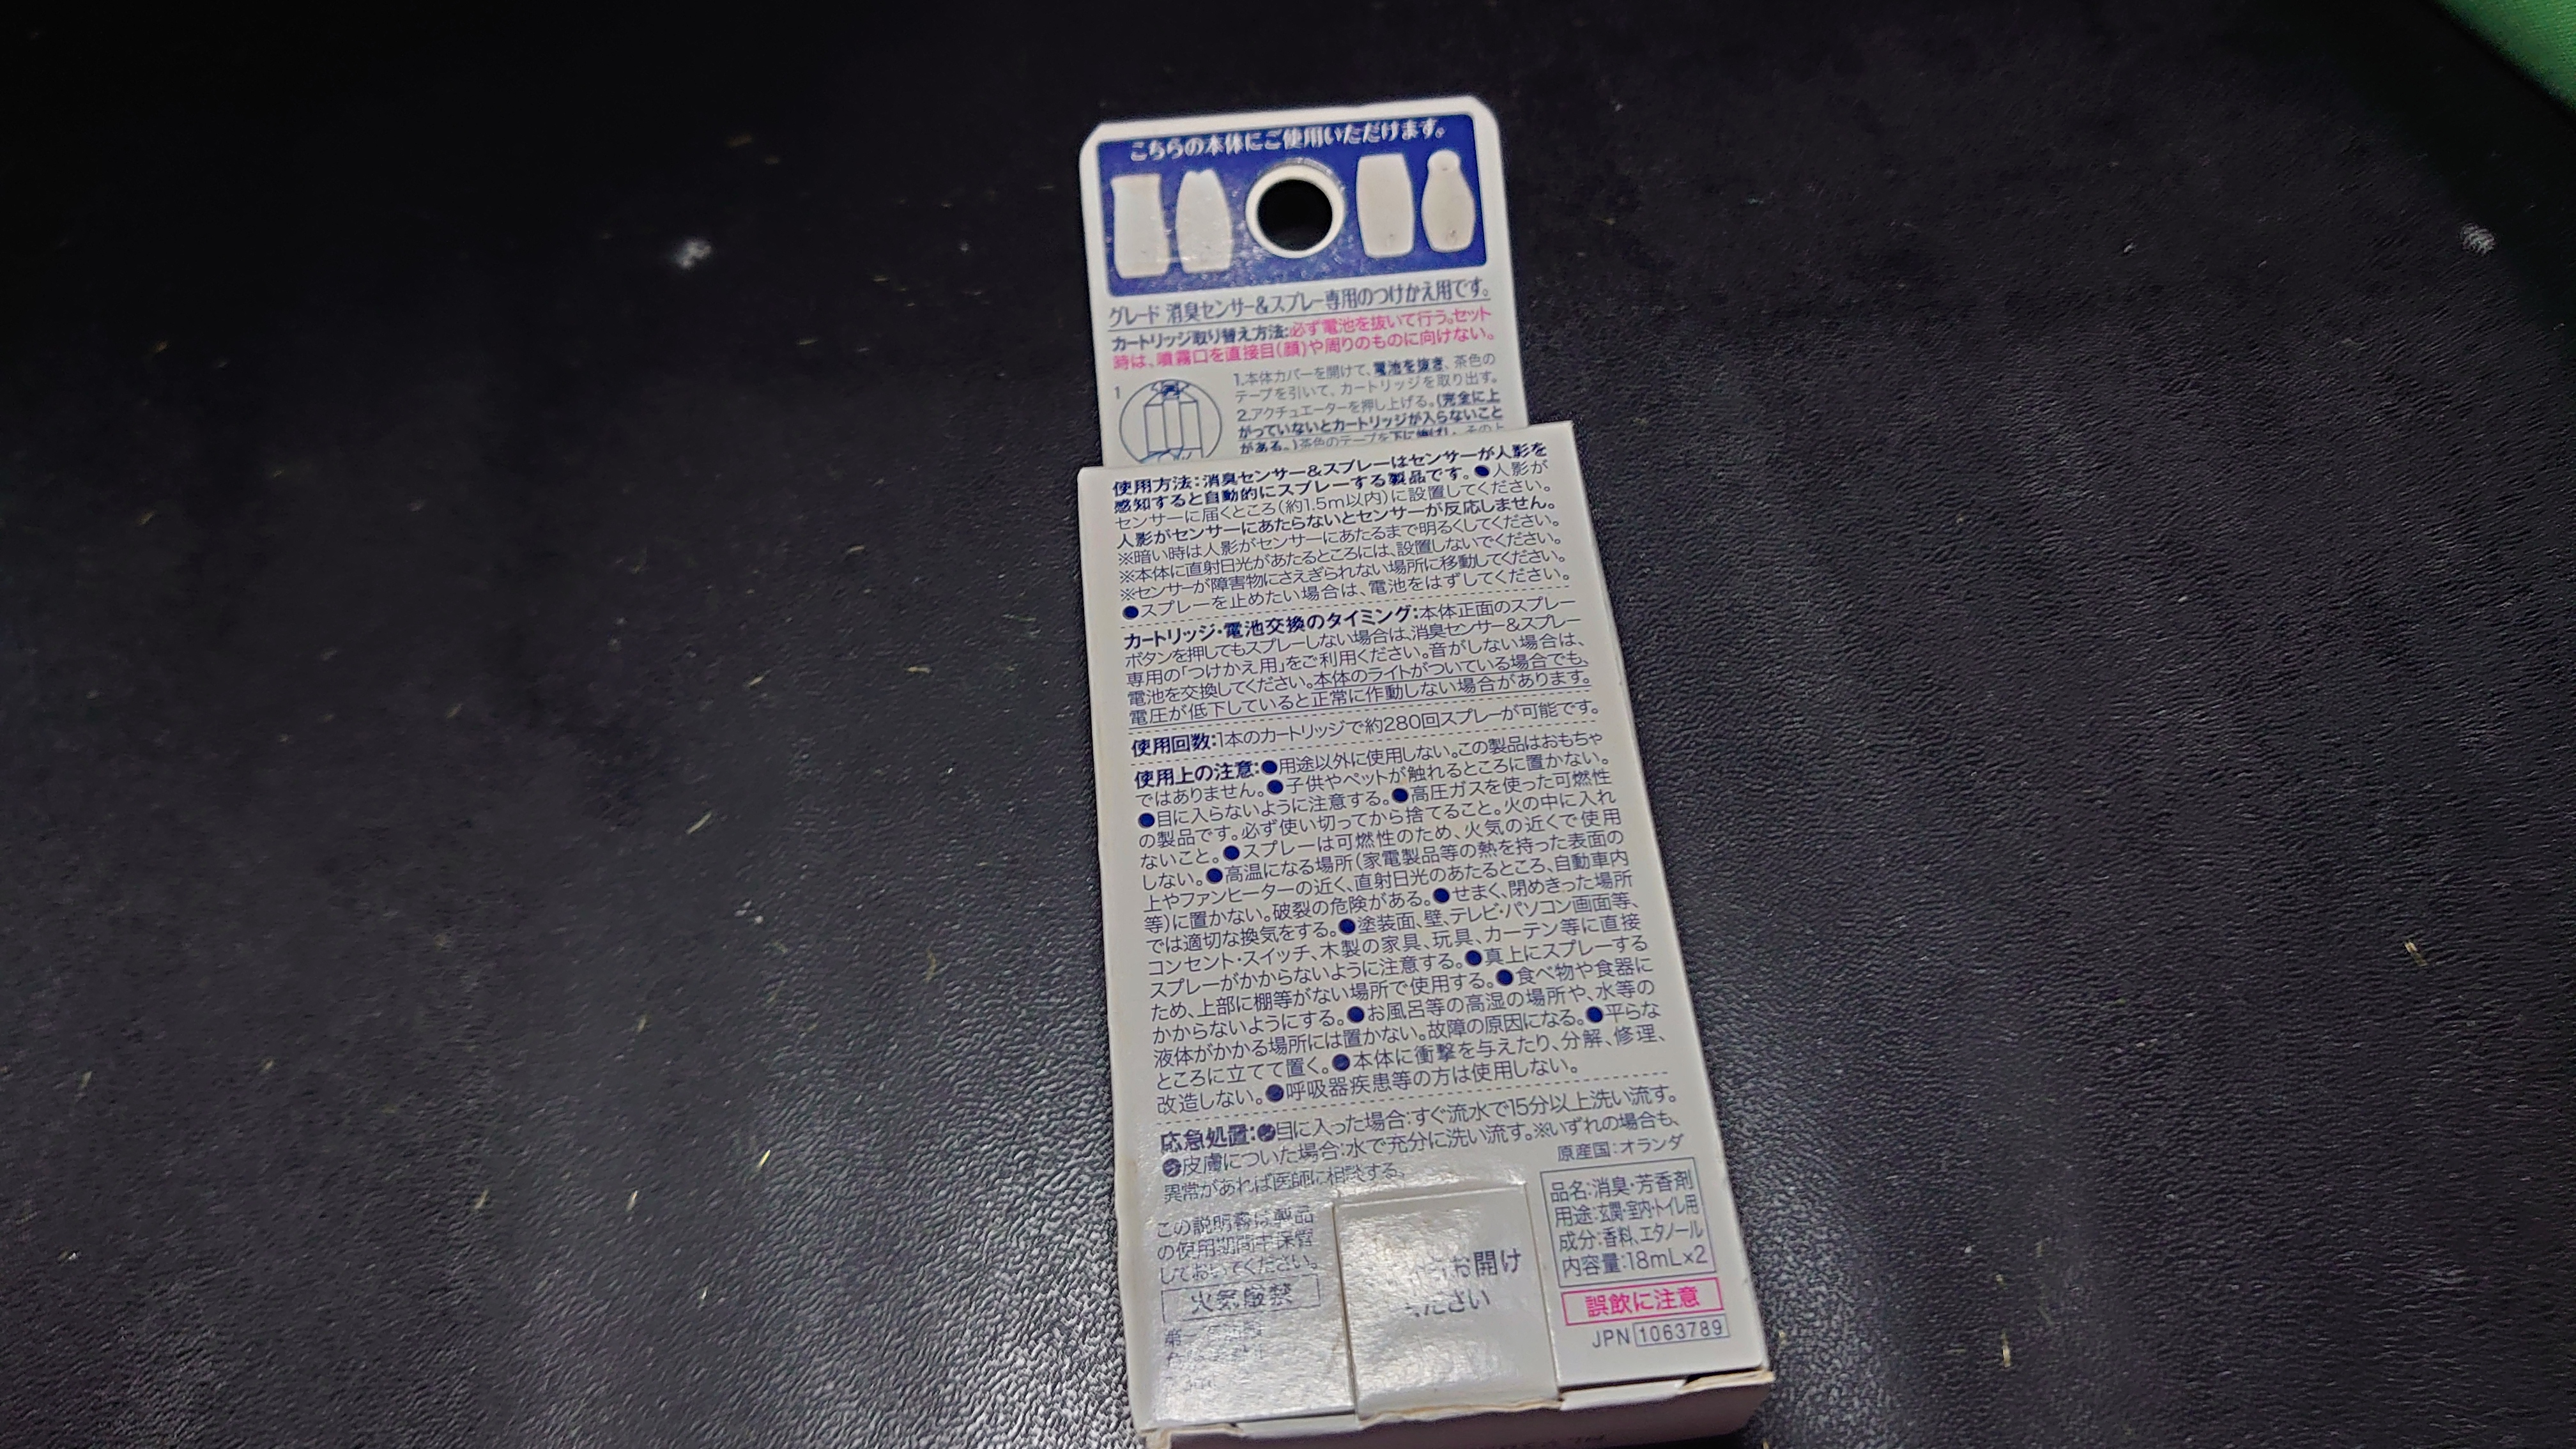 こちらの本体にご使用いただけます。
グレード 消臭センサー&スプレー専用のつけかえ用です。
カートリッジ取り替え方法:必ず電池を抜いて行う。セット
時は、噴霧口を直接目(顔)や周りのものに向けない。
1
1.本体カバーを開けて、電池を抜き、茶色の
テープを引いて、カートリッジを取り出す。
2.アクチュエーターを押し上げる。(完全に上
がっていないとカートリッジが入らないこと
がある。)茶色のテープを下に伸ばし、その上
使用方法:消臭センサー&スプレーはセンサーが人影を
感知すると自動的にスプレーする製品です。●人影が
センサーに届くところ(約1.5m以内)に設置してください。
人影がセンサーにあたらないとセンサーが反応しません。
※暗い時は人影がセンサーにあたるまで明るくしてください。
※本体に直射日光があたるところには、設置しないでください。
※センサーが障害物にさえぎられない場所に移動してください。
●スプレーを止めたい場合は、電池をはずしてください。
カートリッジ・電池交換のタイミング:本体正面のスプレー
ボタンを押してもスプレーしない場合は、消臭センサー&スプレー
専用の「つけかえ用」をご利用ください。音がしない場合は、
電池を交換してください。本体のライトがついている場合でも、
電圧が低下していると正常に作動しない場合があります。
使用回数:1本のカートリッジで約280回スプレーが可能です。
使用上の注意:●用途以外に使用しない。この製品はおもちゃ
ではありません。●子供やペットが触れるところに置かない。
●目に入らないように注意する。●高圧ガスを使った可燃性
の製品です。必ず使い切ってから捨てること。火の中に入れ
ないこと。●スプレーは可燃性のため、火気の近くで使用
しない。●高温になる場所(家電製品等の熱を持った表面の
上やファンヒーターの近く、直射日光のあたるところ、自動車内
等)に置かない。破裂の危険がある。●せまく、閉めきった場所
では適切な換気をする。●塗装面、壁、テレビ・パソコン画面等、
コンセント・スイッチ、木製の家具、玩具、カーテン等に直接
スプレーがかからないように注意する。●真上にスプレーする
ため、上部に棚等がない場所で使用する。●食べ物や食器に
かからないようにする。●お風呂等の高湿の場所や、水等の
液体がかかる場所には置かない。故障の原因になる。●平らな
ところに立てて置く。●本体に衝撃を与えたり、分解、修理、
改造しない。●呼吸器疾患等の方は使用しない。
応急処置:●目に入った場合:すぐ流水で15分以上洗い流す。
●皮膚についた場合:水で充分に洗い流す。※いずれの場合も、
異常があれば医師に相談する。
原産国:オランダ
この説明書は製品
の使用期間中保管
しておいてください。
火気厳禁
お開け
ださい
品名:消臭・芳香剤
用途:玄関・室内・トイレ用
成分:香料、エタノール
内容量:18mL×2
誤飲に注意
JPN 1063789